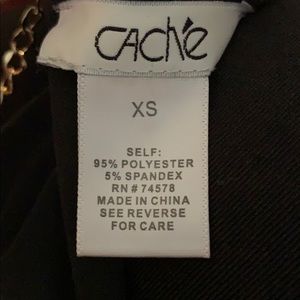 CACHÉ
XS
SELF:
95% POLYESTER
5% SPANDEX
RN # 74578
MADE IN CHINA
SEE REVERSE
FOR CARE